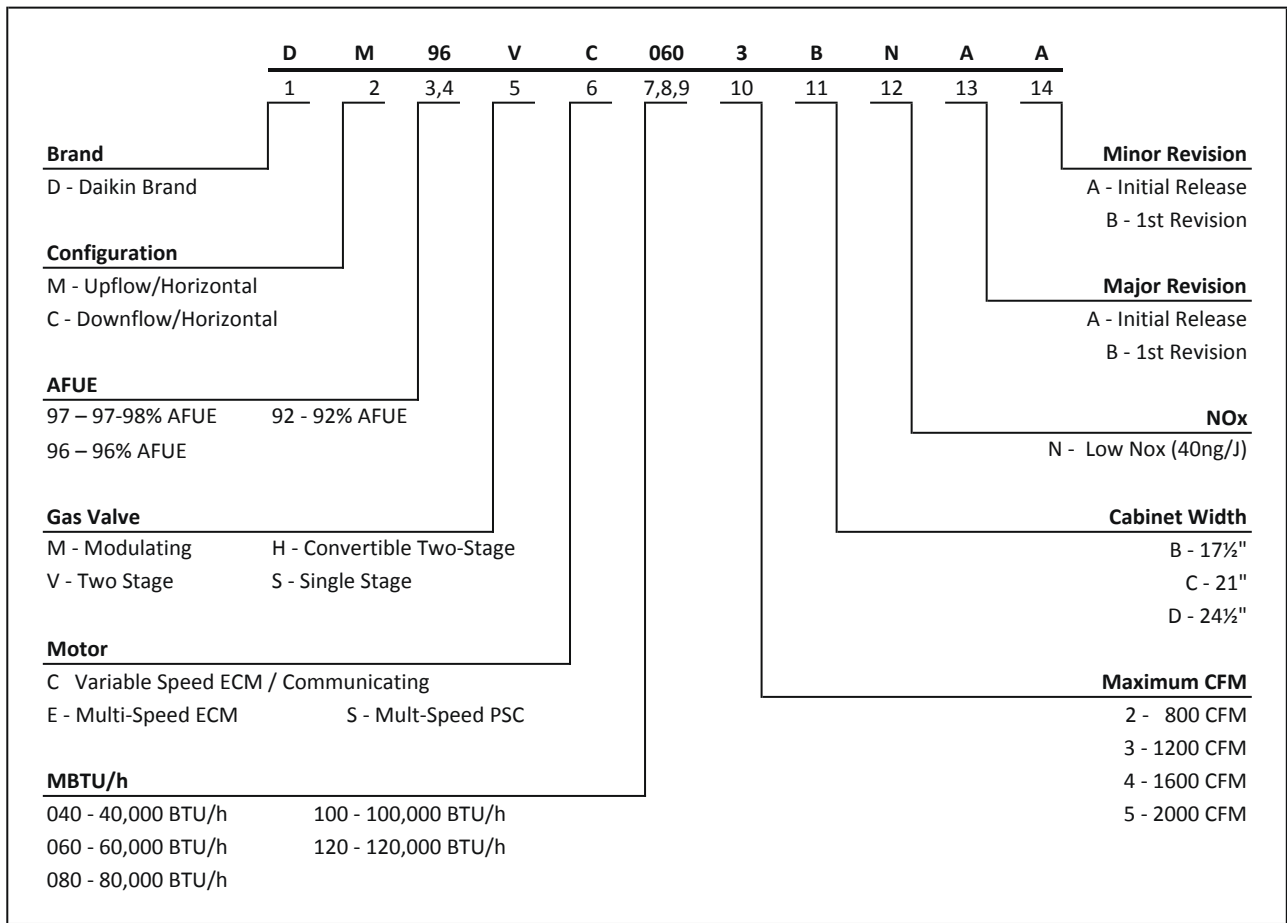 D M 96 V C 060 3 B N A A
1 2 3,4 5 6 7,8,9 10 11 12 13 14
Brand
D - Daikin Brand
Configuration
M - Upflow/Horizontal
C - Downflow/Horizontal
AFUE
97 – 97-98% AFUE 92 - 92% AFUE
96 – 96% AFUE
Gas Valve
M - Modulating H - Convertible Two-Stage
V - Two Stage S - Single Stage
Motor
C Variable Speed ECM / Communicating
E - Multi-Speed ECM S - Mult-Speed PSC
MBTU/h
040 - 40,000 BTU/h 100 - 100,000 BTU/h
060 - 60,000 BTU/h 120 - 120,000 BTU/h
080 - 80,000 BTU/h
Minor Revision
A - Initial Release
B - 1st Revision
Major Revision
A - Initial Release
B - 1st Revision
NOx
N - Low Nox (40ng/J)
Cabinet Width
B - 17½"
C - 21"
D - 24½"
Maximum CFM
2 - 800 CFM
3 - 1200 CFM
4 - 1600 CFM
5 - 2000 CFM